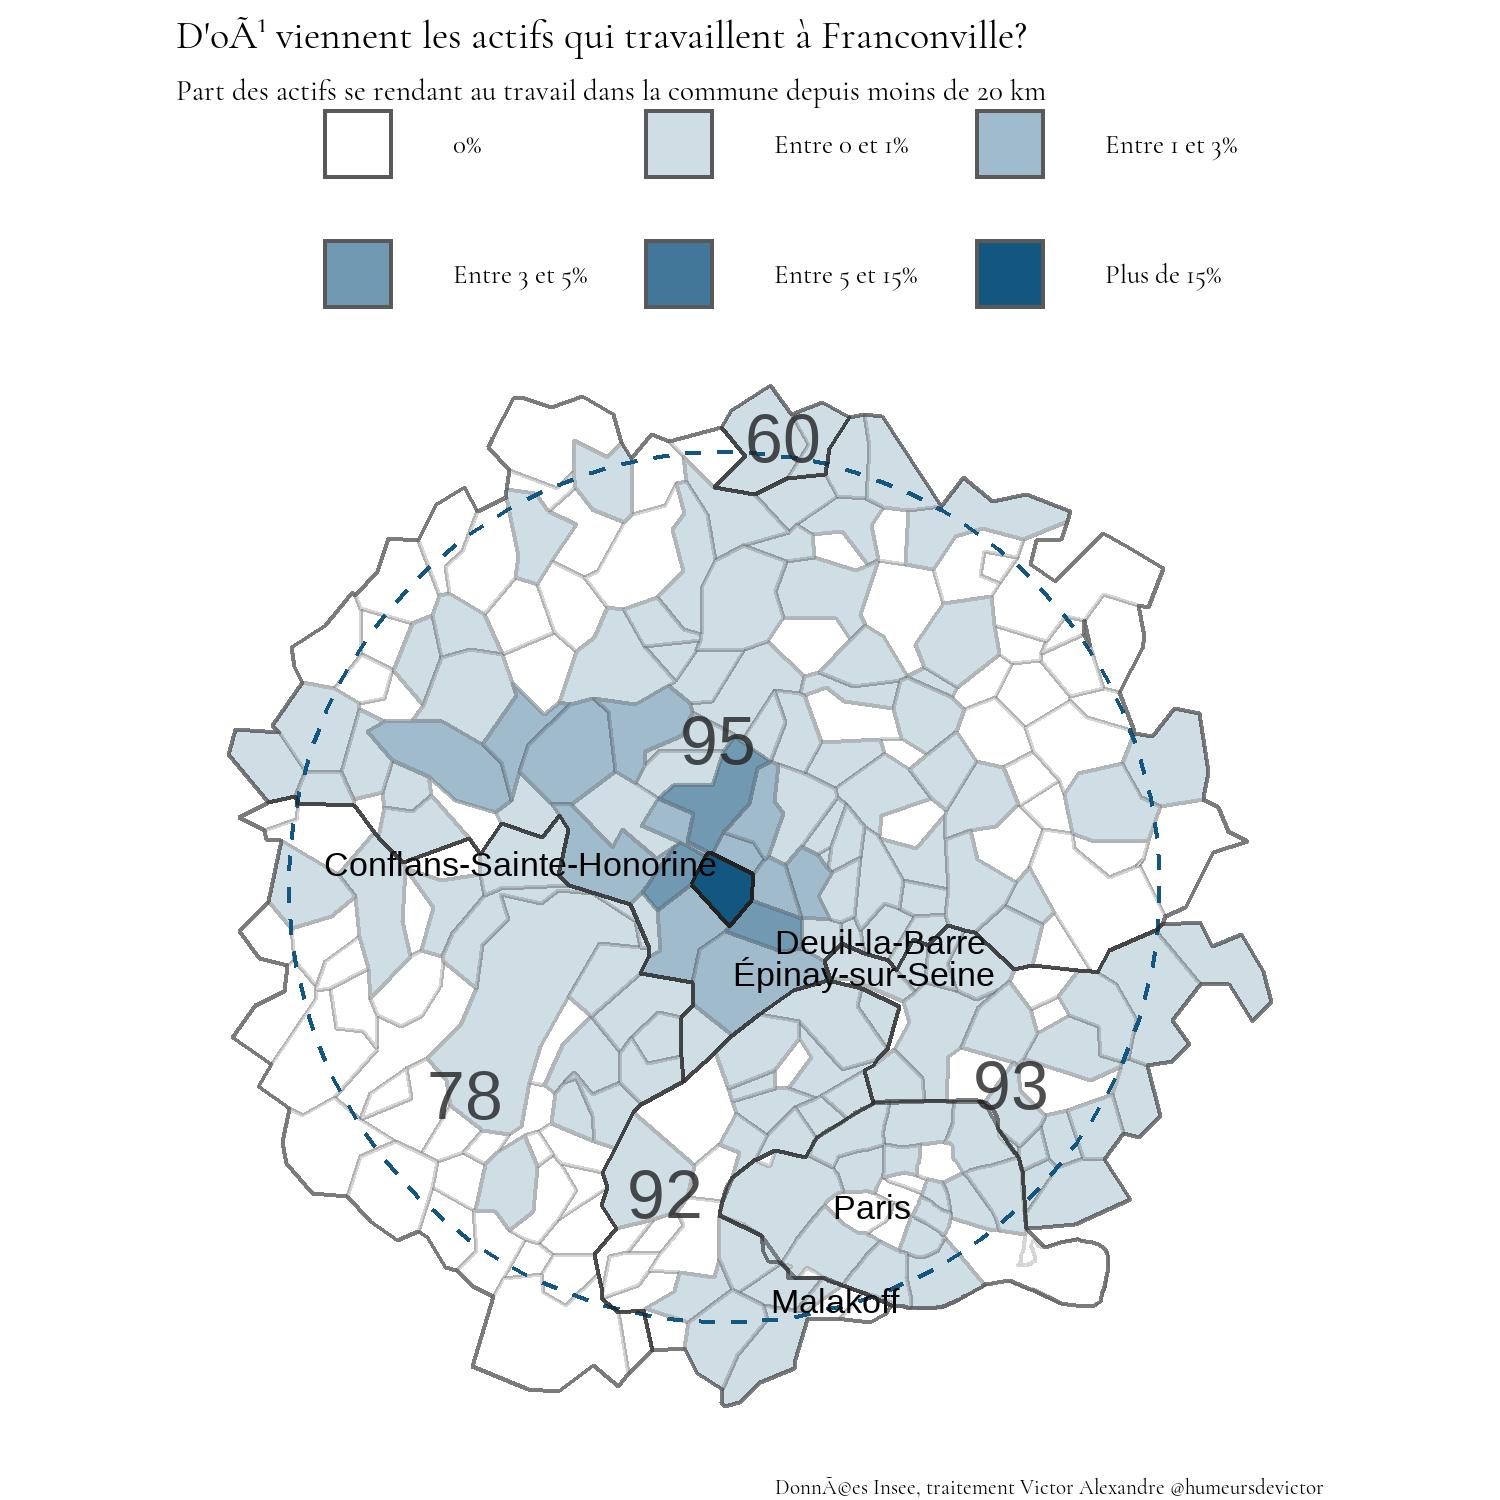 D'oÃ¹ viennent les actifs qui travaillent à Franconville?
Part des actifs se rendant au travail dans la commune depuis moins de 20 km
0%
Entre 0 et 1%
Entre 1 et 3%
Entre 3 et 5%
Entre 5 et 15%
Plus de 15%
60
95
Conflans-Sainte-Honorine
Deuil-la-Barre
Épinay-sur-Seine
78
93
92
Paris
Malakoff
DonnÃ©es Insee, traitement Victor Alexandre @humeursdevictor